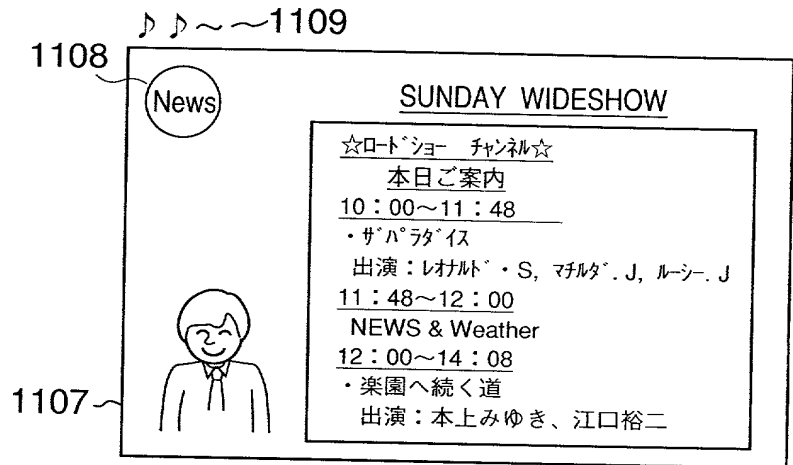 ♪♪～～1109
1108
News
SUNDAY WIDESHOW
☆ﾛｰﾄﾞｼｮｰ ﾁｬﾝﾈﾙ☆
本日ご案内
10：00～11：48
・ｻﾞﾊﾟﾗﾀﾞｲｽ
出演：ﾚｵﾅﾙﾄﾞ・S, ﾏﾁﾙﾀﾞ.J, ﾙｰｼｰ.J
11：48～12：00
NEWS & Weather
12：00～14：08
・楽園へ続く道
出演：本上みゆき、江口裕二
1107